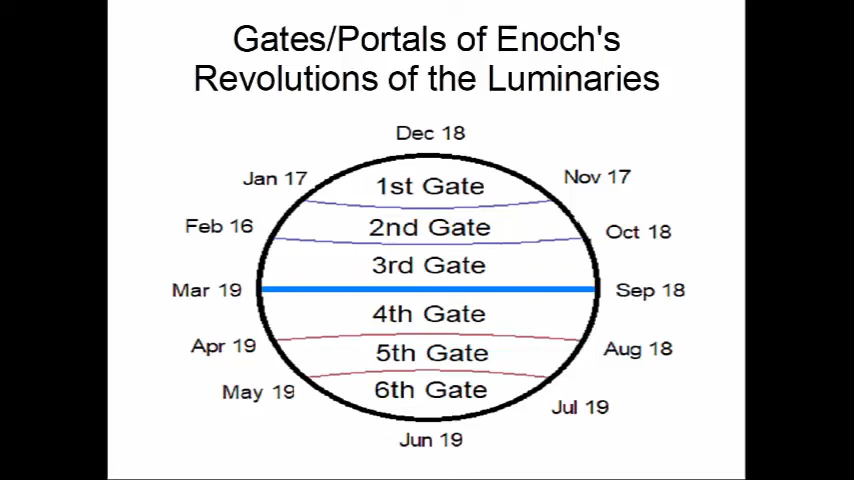 Gates/Portals of Enoch's
Revolutions of the Luminaries
Dec 18
Jan 17
1st Gate
Nov 17
Feb 16
2nd Gate
Oct 18
3rd Gate
Mar 19
Sep 18
4th Gate
Apr 19
5th Gate
Aug 18
May 19
6th Gate
Jul 19
Jun 19